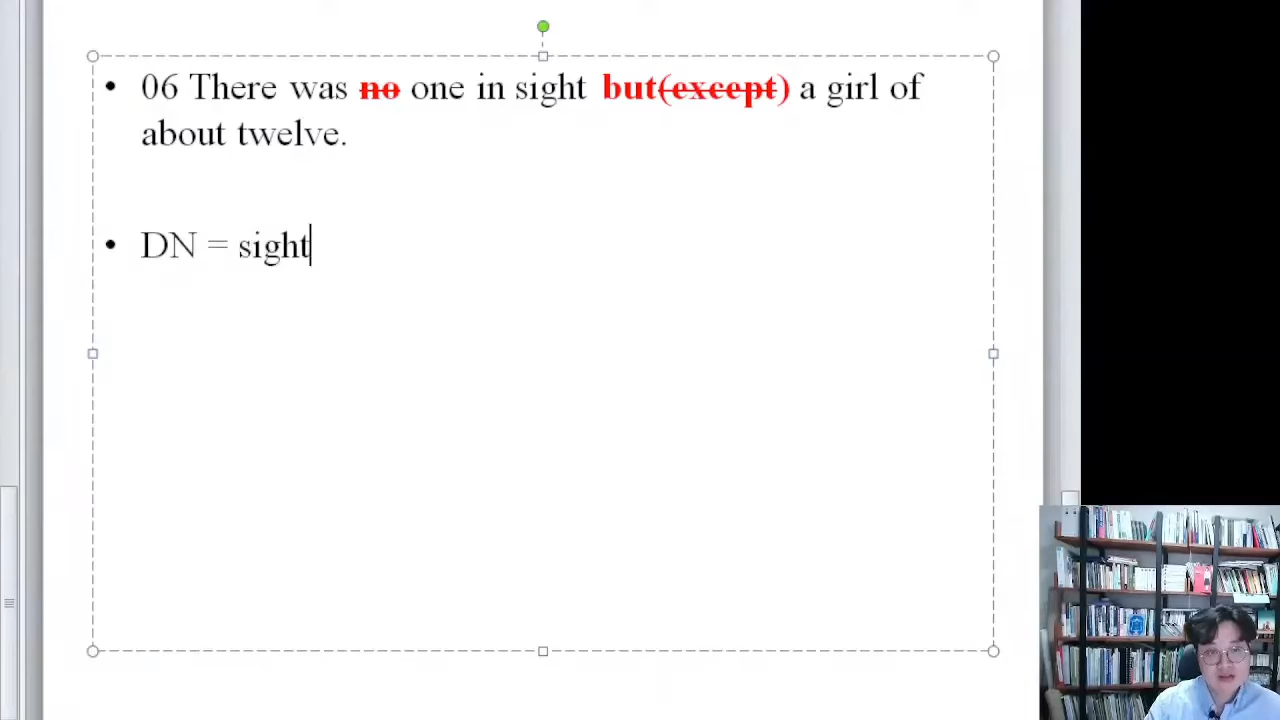 • 06 There was no one in sight but(except) a girl of
about twelve.
• DN = sight